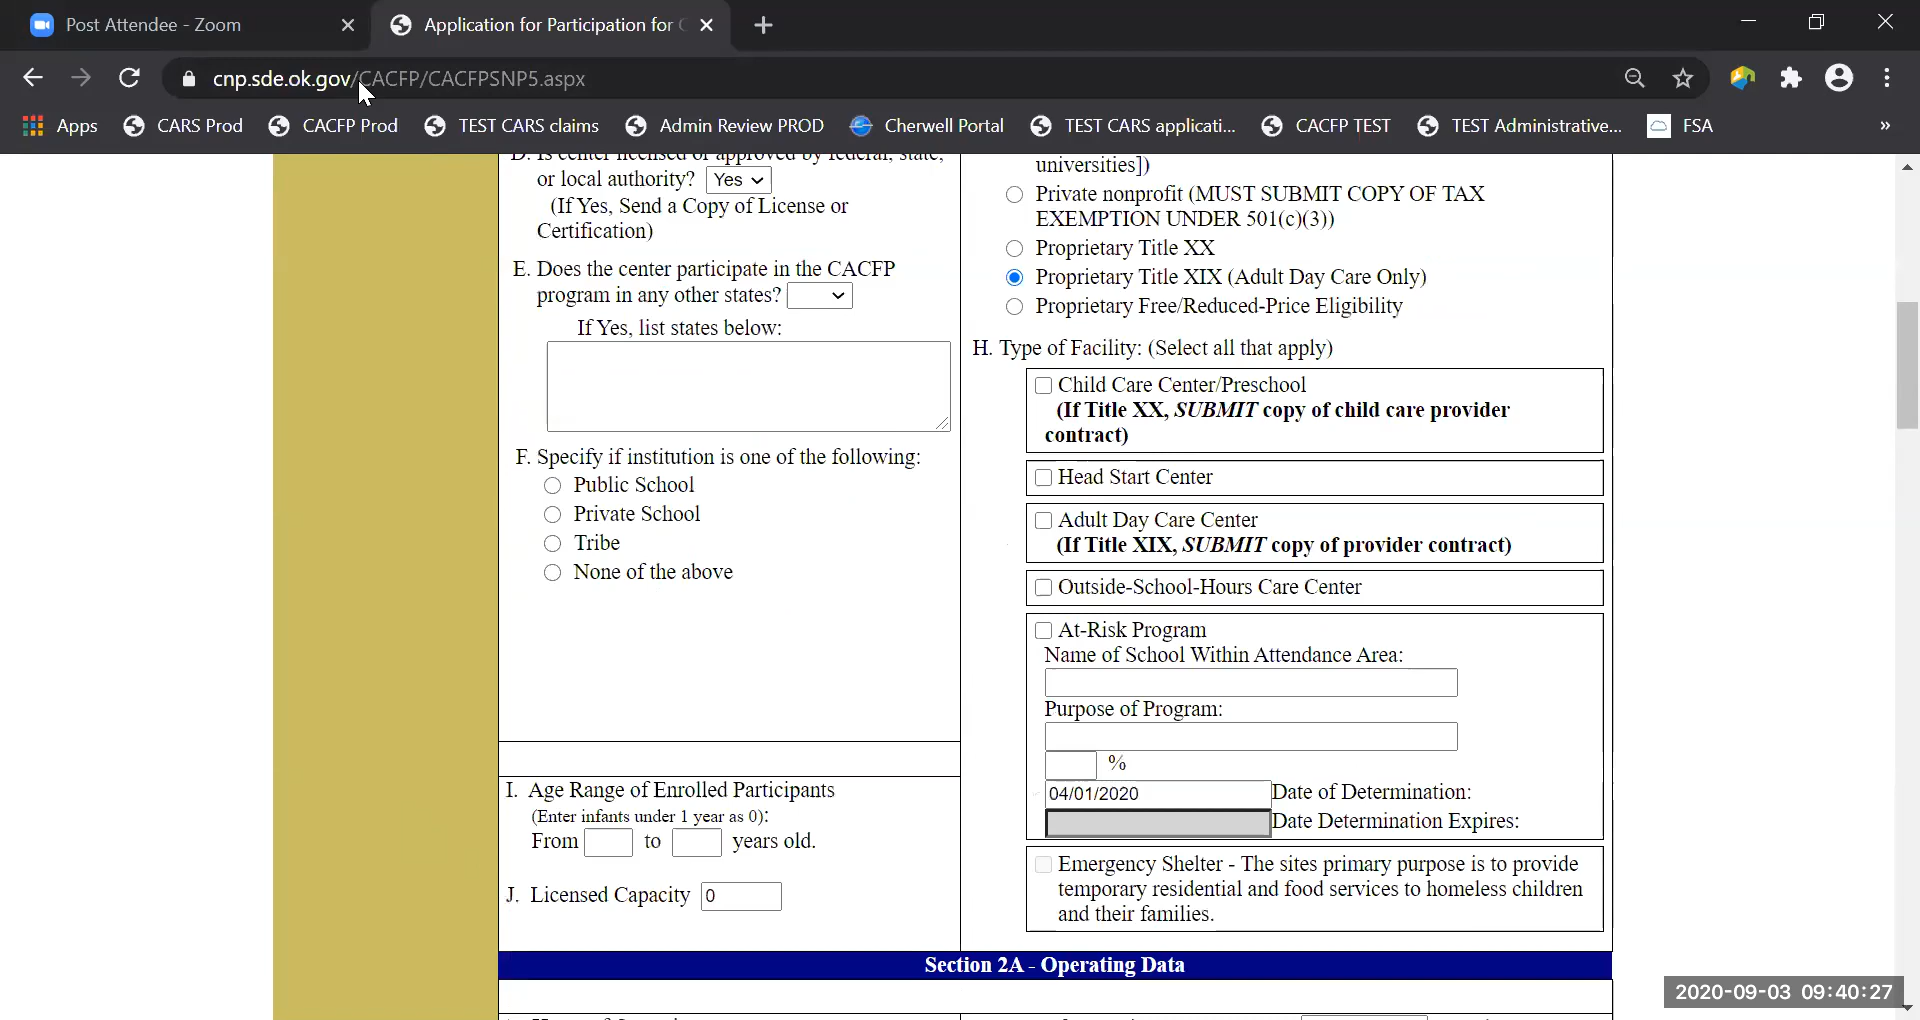 Post Attendee - Zoom
Application for Participation for
cnp.sde.ok.gov/CACFP/CACFPSNP5.aspx
Apps
CARS Prod
CACFP Prod
TEST CARS claims
Admin Review PROD
Cherwell Portal
TEST CARS applicati...
CACFP TEST
TEST Administrative...
FSA
»
D. Is center licensed or approved by federal, state,
or local authority? Yes
(If Yes, Send a Copy of License or
Certification)
E. Does the center participate in the CACFP
program in any other states?
If Yes, list states below:
F. Specify if institution is one of the following:
Public School
Private School
Tribe
None of the above
I. Age Range of Enrolled Participants
(Enter infants under 1 year as 0):
From to years old.
J. Licensed Capacity 0
universities])
Private nonprofit (MUST SUBMIT COPY OF TAX
EXEMPTION UNDER 501(c)(3))
Proprietary Title XX
Proprietary Title XIX (Adult Day Care Only)
Proprietary Free/Reduced-Price Eligibility
H. Type of Facility: (Select all that apply)
Child Care Center/Preschool
(If Title XX, SUBMIT copy of child care provider
contract)
Head Start Center
Adult Day Care Center
(If Title XIX, SUBMIT copy of provider contract)
Outside-School-Hours Care Center
At-Risk Program
Name of School Within Attendance Area:
Purpose of Program:
%
04/01/2020 Date of Determination:
Date Determination Expires:
Emergency Shelter - The sites primary purpose is to provide
temporary residential and food services to homeless children
and their families.
Section 2A - Operating Data
2020-09-03 09:40:27